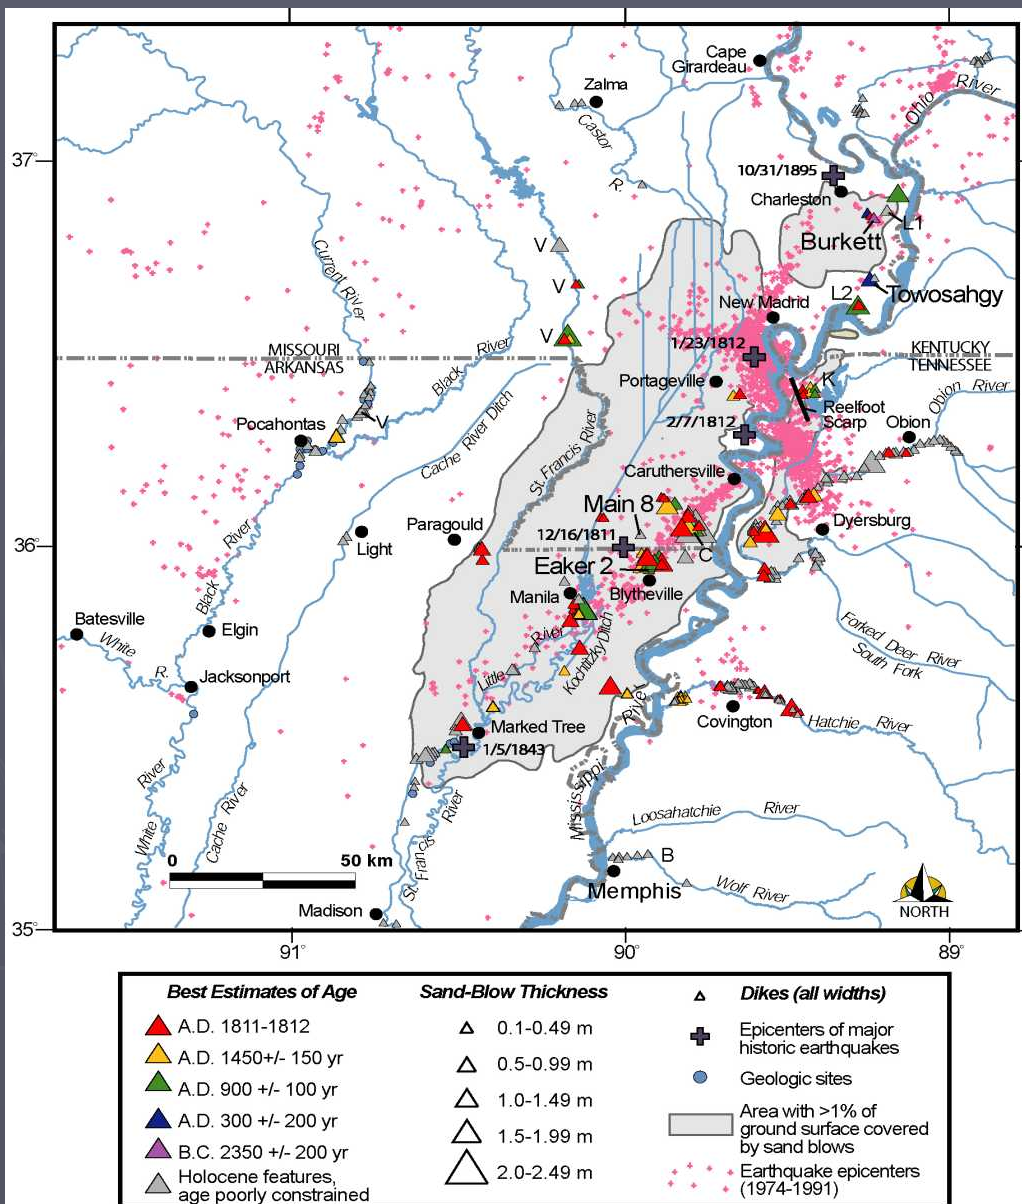 Cape
Girardeau
Zalma
Castor
R.
Ohio
River
37°
10/31/1895
Charleston
L1
Burkett
V
Current River
V
L2
Towosahgy
New Madrid
V
1/23/1812
MISSOURI
ARKANSAS
River
Black
KENTUCKY
TENNESSEE
Portageville
K
Obion River
Reelfoot
Scarp
Obion
Pocahontas
V
2/7/1812
Cache River Ditch
St. Francis River
Caruthersville
Main 8
Paragould
12/16/1811
Dyersburg
36°
Light
C
Eaker 2
Blytheville
Manila
River
Black
Batesville
Elgin
White
R.
Jacksonport
River
Little
Kochtitzky Ditch
Forked Deer River
South Fork
River
Marked Tree
Covington
Hatchie River
1/5/1843
Mississippi
River
White
Cache River
River
St. Francis
Loosahatchie River
0
50 km
B
Memphis
Wolf River
NORTH
Madison
35°
91°
90°
89°
Best Estimates of Age
A.D. 1811-1812
A.D. 1450+/- 150 yr
A.D. 900 +/- 100 yr
A.D. 300 +/- 200 yr
B.C. 2350 +/- 200 yr
Holocene features,
age poorly constrained
Sand-Blow Thickness
0.1-0.49 m
0.5-0.99 m
1.0-1.49 m
1.5-1.99 m
2.0-2.49 m
Dikes (all widths)
Epicenters of major
historic earthquakes
Geologic sites
Area with >1% of
ground surface covered
by sand blows
Earthquake epicenters
(1974-1991)